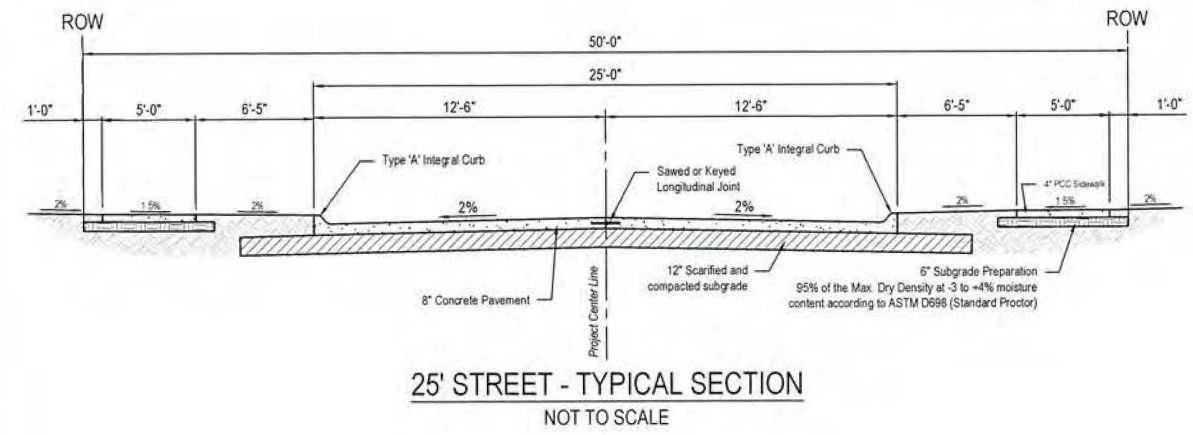 ROW
ROW
50'-0"
25'-0"
1'-0"
5'-0"
6'-5"
12'-6"
12'-6"
6'-5"
5'-0"
1'-0"
Type 'A' Integral Curb
Sawed or Keyed
Longitudinal Joint
Type 'A' Integral Curb
4" PCC Sidewalk
2%
1.5%
2%
2%
2%
2%
1.5%
2%
8" Concrete Pavement
Project Center Line
12" Scarified and
compacted subgrade
6" Subgrade Preparation
95% of the Max. Dry Density at -3 to +4% moisture
content according to ASTM D698 (Standard Proctor)
25' STREET - TYPICAL SECTION
NOT TO SCALE